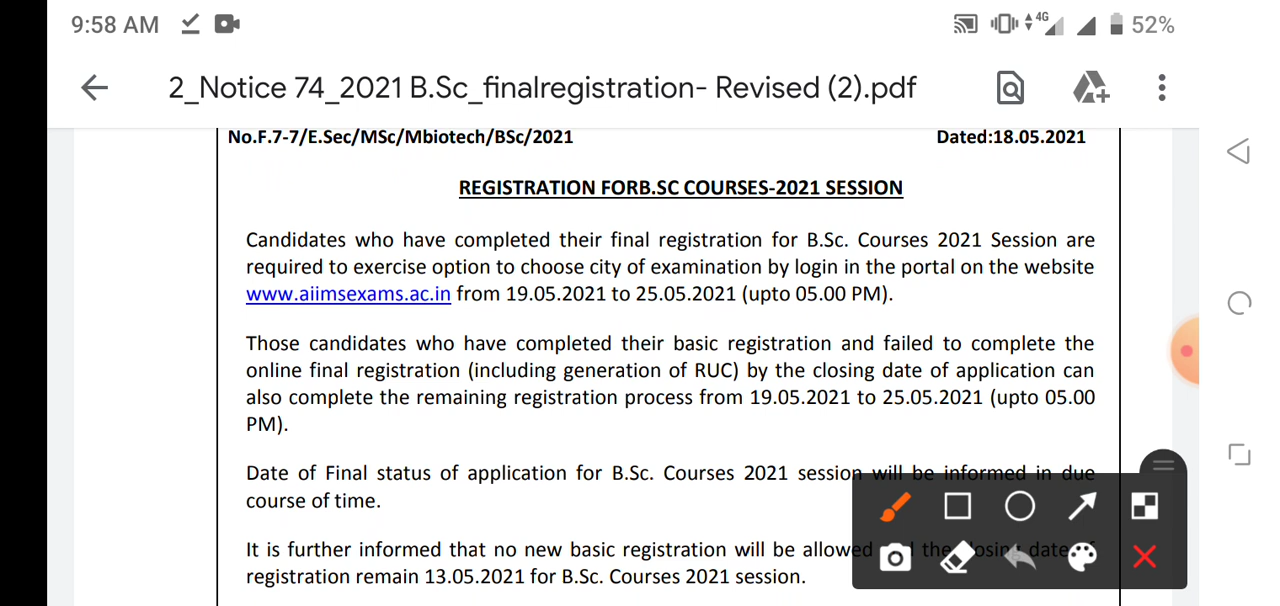 9:58 AM 4G 52%
2_Notice 74_2021 B.Sc_finalregistration- Revised (2).pdf
No.F.7-7/E.Sec/MSc/Mbiotech/BSc/2021 Dated:18.05.2021
REGISTRATION FORB.SC COURSES-2021 SESSION
Candidates who have completed their final registration for B.Sc. Courses 2021 Session are
required to exercise option to choose city of examination by login in the portal on the website
www.aiimsexams.ac.in from 19.05.2021 to 25.05.2021 (upto 05.00 PM).
Those candidates who have completed their basic registration and failed to complete the
online final registration (including generation of RUC) by the closing date of application can
also complete the remaining registration process from 19.05.2021 to 25.05.2021 (upto 05.00
PM).
Date of Final status of application for B.Sc. Courses 2021 session will be informed in due
course of time.
It is further informed that no new basic registration will be allowed the date
registration remain 13.05.2021 for B.Sc. Courses 2021 session.